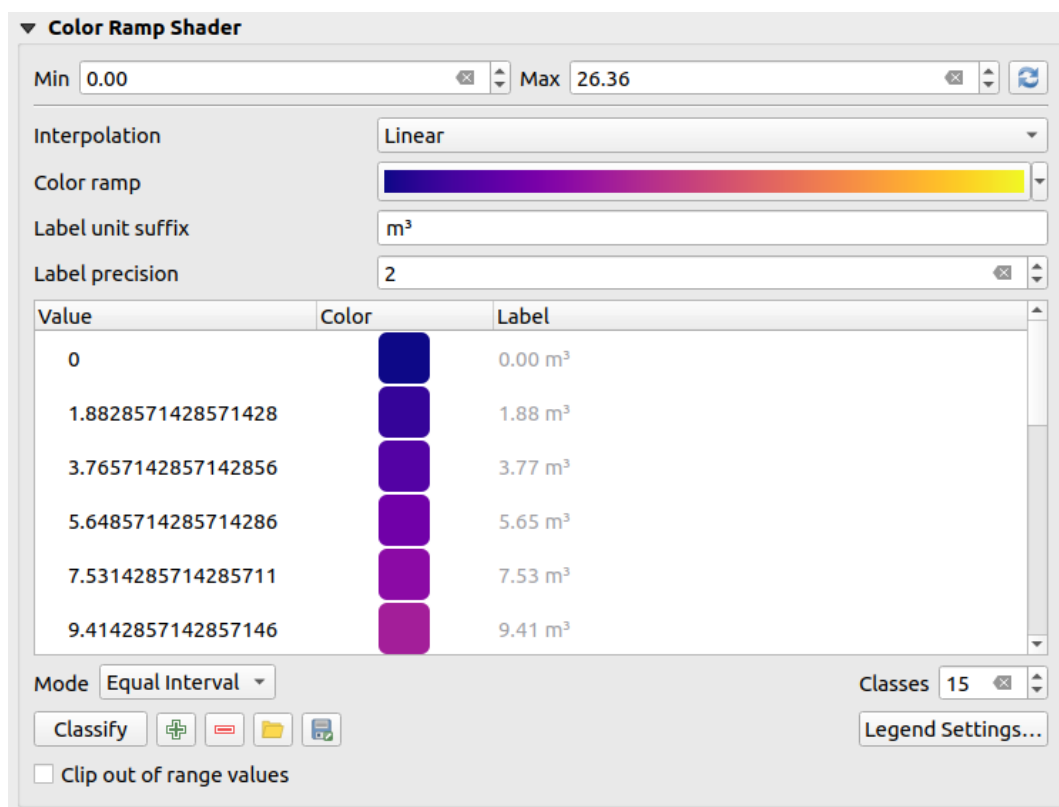 Color Ramp Shader
Min 0.00 Max 26.36
Interpolation Linear
Color ramp
Label unit suffix m³
Label precision 2
Value Color Label
0 0.00 m³
1.8828571428571428 1.88 m³
3.7657142857142856 3.77 m³
5.6485714285714286 5.65 m³
7.5314285714285711 7.53 m³
9.4142857142857146 9.41 m³
Mode Equal Interval Classes 15
Classify Legend Settings...
Clip out of range values